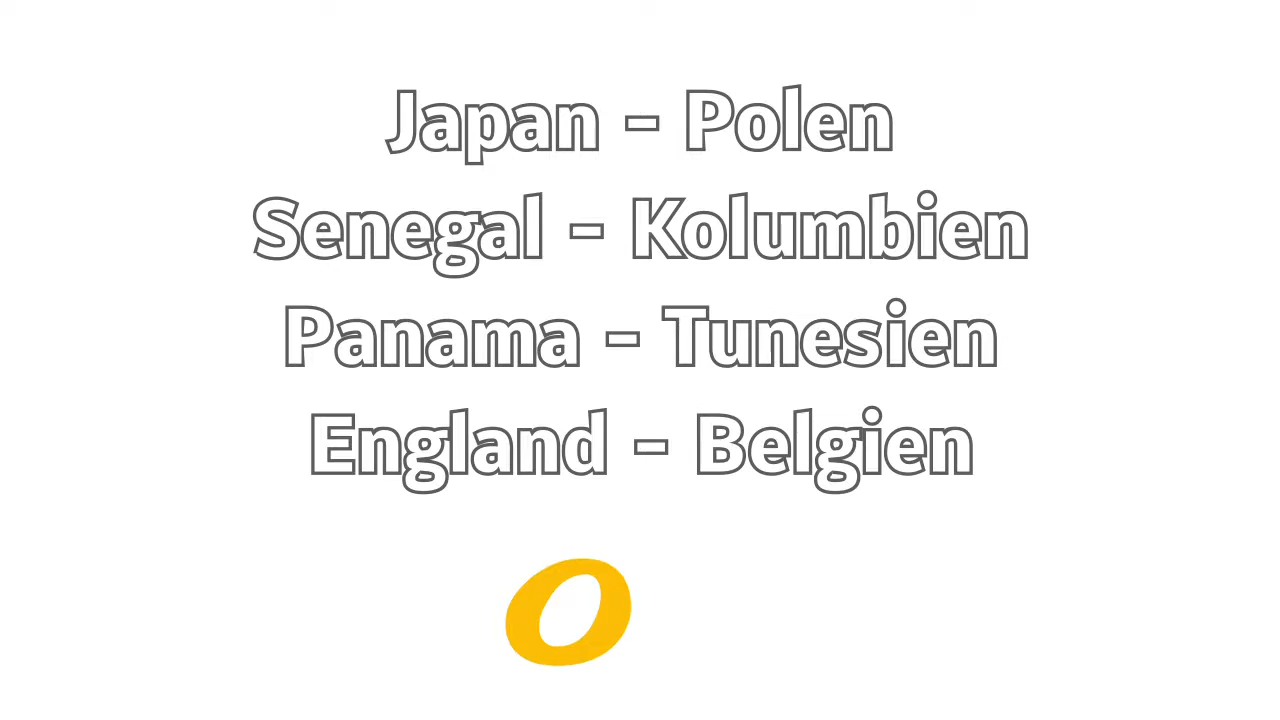 Japan - Polen
Senegal - Kolumbien
Panama - Tunesien
England - Belgien
o